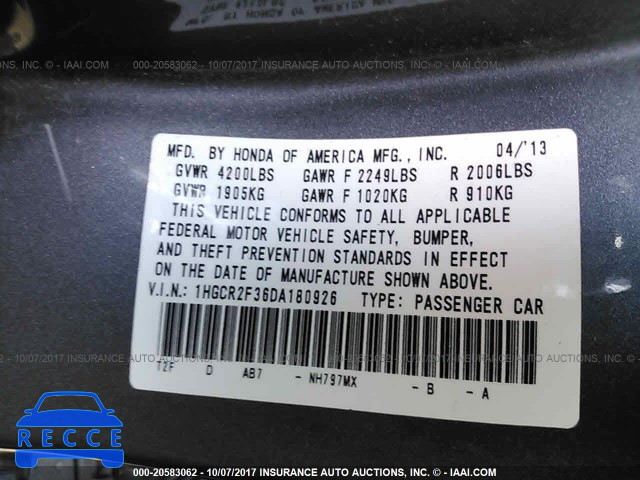 000-20583062 - 10/07/2017 INSURANCE AUTO AUCTIONS, INC. - IAAI.COM
MFD. BY HONDA OF AMERICA MFG., INC. 04/'13
GVWR 4200LBS GAWR F 2249LBS R 2006LBS
GVWR 1905KG GAWR F 1020KG R 910KG
THIS VEHICLE CONFORMS TO ALL APPLICABLE
FEDERAL MOTOR VEHICLE SAFETY, BUMPER,
AND THEFT PREVENTION STANDARDS IN EFFECT
ON THE DATE OF MANUFACTURE SHOWN ABOVE.
V.I.N.: 1HGCR2F36DA180926 TYPE: PASSENGER CAR
T2F D AB7 - NH797MX - B - A
RECCE
000-20583062 - 10/07/2017 INSURANCE AUTO AUCTIONS, INC. - IAAI.COM